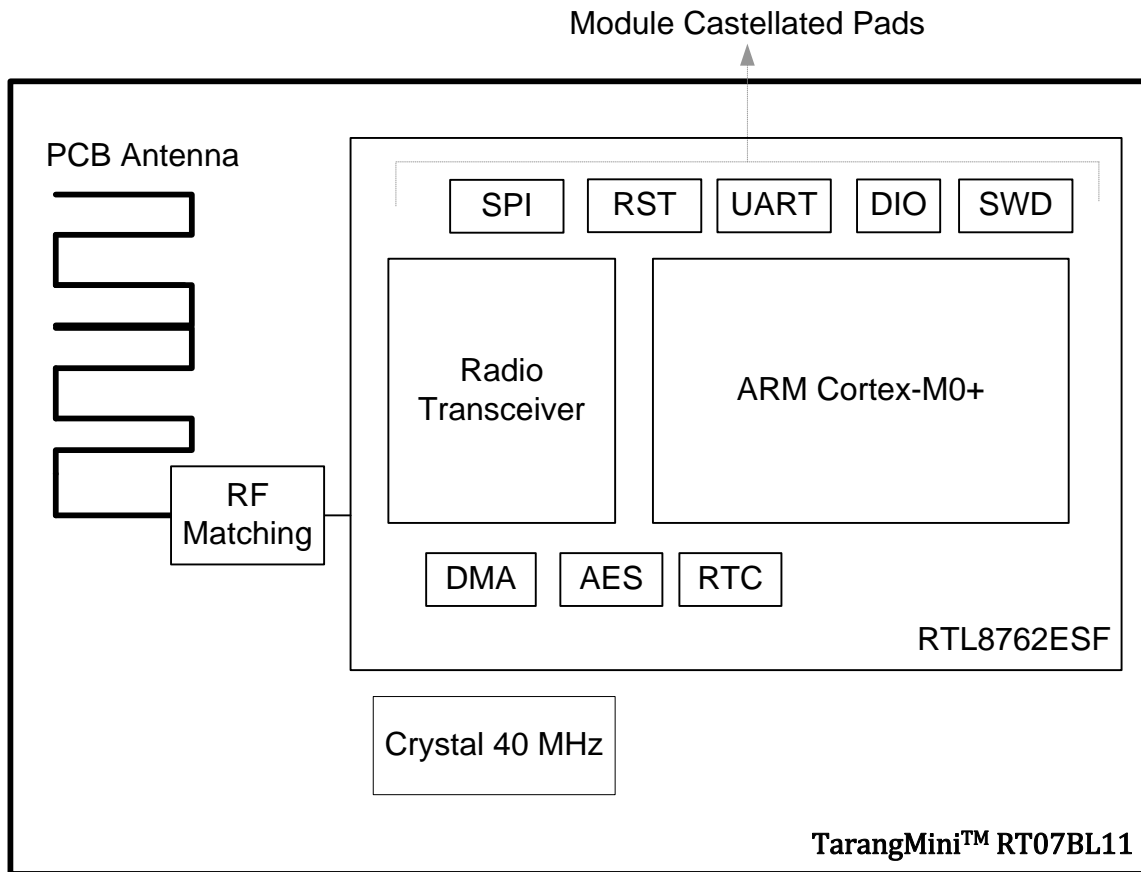 Module Castellated Pads
PCB Antenna
SPI
RST
UART
DIO
SWD
Radio
Transceiver
ARM Cortex-M0+
RF
Matching
DMA
AES
RTC
RTL8762ESF
Crystal 40 MHz
TarangMini™ RT07BL11